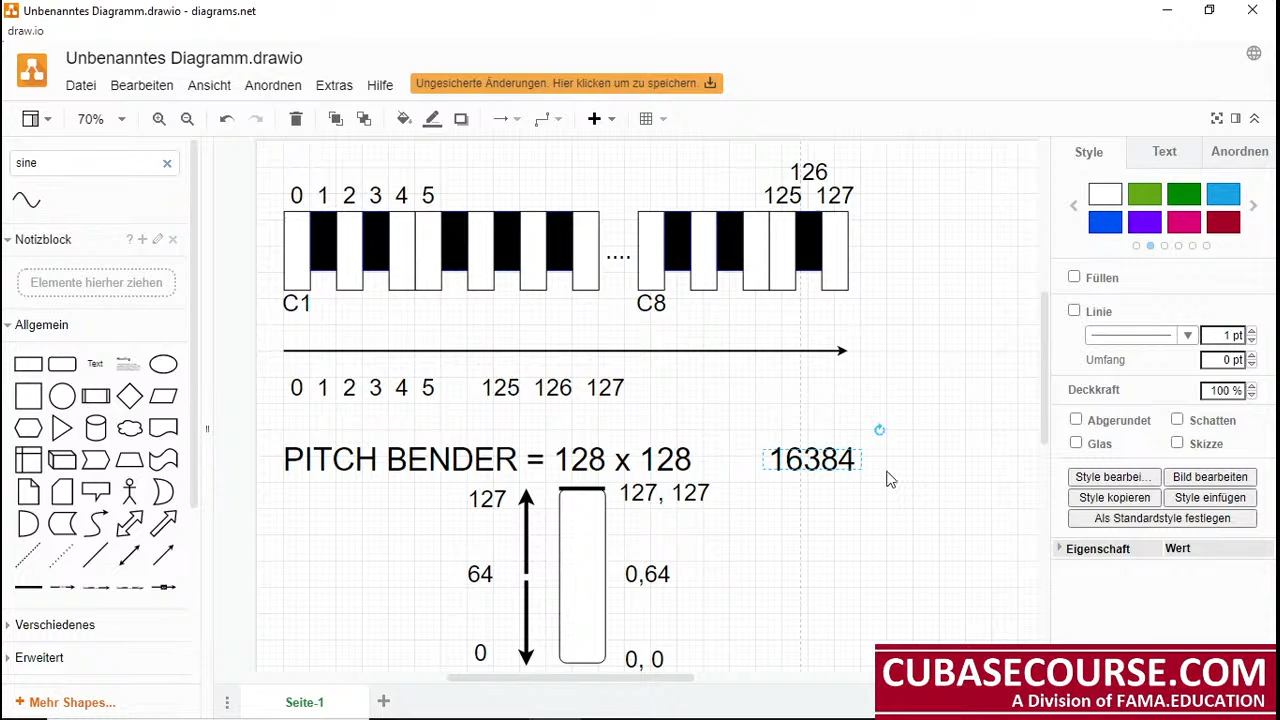 Unbenanntes Diagramm.drawio - diagrams.net
draw.io
Unbenanntes Diagramm.drawio
Datei Bearbeiten Ansicht Anordnen Extras Hilfe Ungesicherte Änderungen. Hier klicken um zu speichern.
70%
sine
Notizblock ?
Elemente hierher ziehen
Allgemein
Text
Verschiedenes
Erweitert
Mehr Shapes...
126
0 1 2 3 4 5 125 127
....
C1 C8
0 1 2 3 4 5 125 126 127
PITCH BENDER = 128 x 128 16384
127 127, 127
64 0,64
0 0, 0
Seite-1
Style Text Anordnen
Füllen
Linie
1 pt
Umfang 0 pt
Deckkraft 100 %
Abgerundet Schatten
Glas Skizze
Style bearbei... Bild bearbeiten
Style kopieren Style einfügen
Als Standardstyle festlegen
Eigenschaft Wert
CUBASECOURSE.COM
A Division of FAMA.EDUCATION